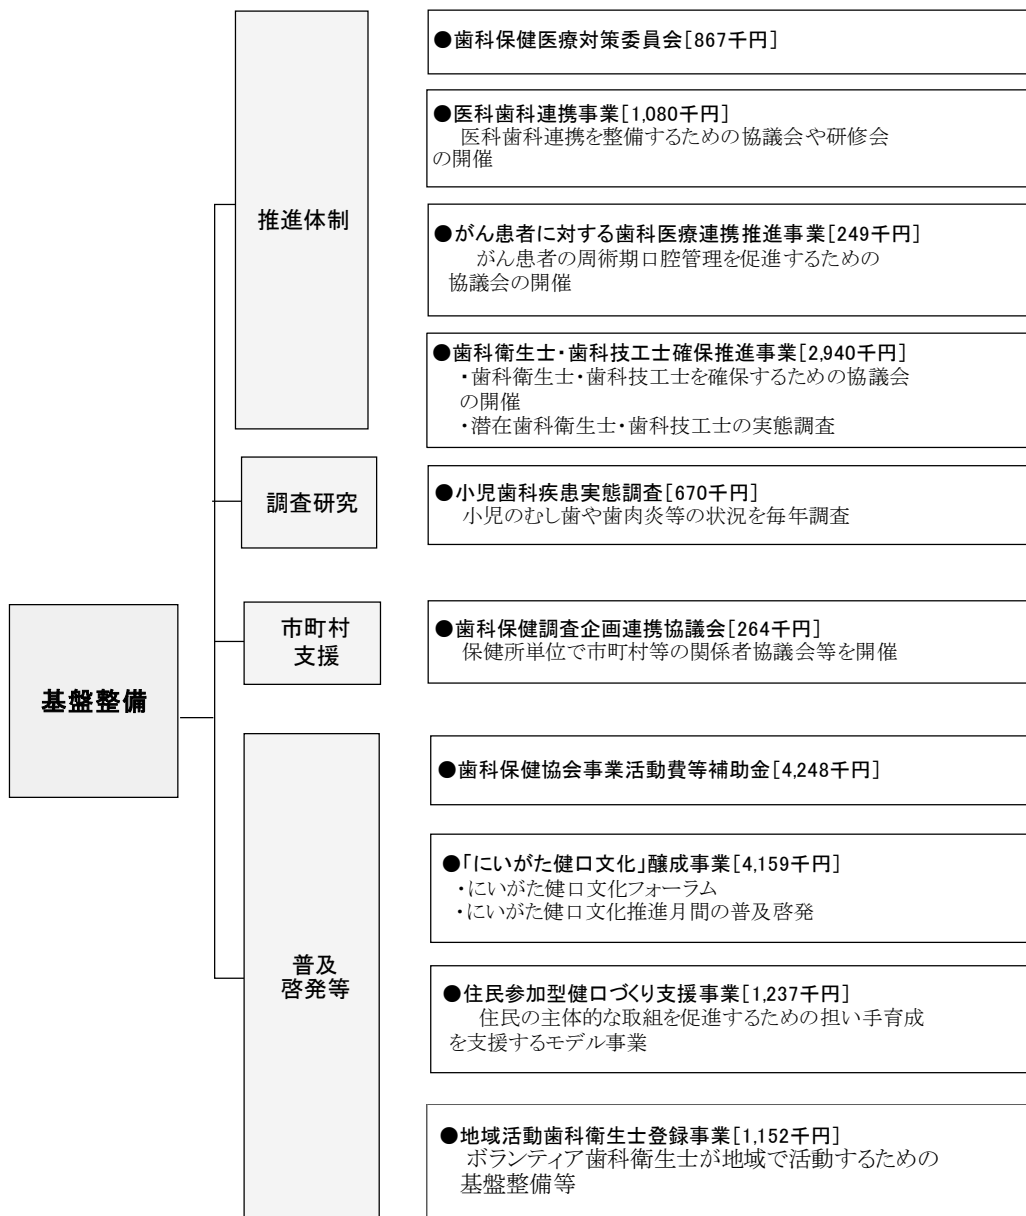 基盤整備
推進体制
●歯科保健医療対策委員会[867千円]
●医科歯科連携事業[1,080千円]
医科歯科連携を整備するための協議会や研修会
の開催
●がん患者に対する歯科医療連携推進事業[249千円]
がん患者の周術期口腔管理を促進するための
協議会の開催
●歯科衛生士・歯科技工士確保推進事業[2,940千円]
・歯科衛生士・歯科技工士を確保するための協議会
の開催
・潜在歯科衛生士・歯科技工士の実態調査
調査研究
●小児歯科疾患実態調査[670千円]
小児のむし歯や歯肉炎等の状況を毎年調査
市町村
支援
●歯科保健調査企画連携協議会[264千円]
保健所単位で市町村等の関係者協議会等を開催
普及
啓発等
●歯科保健協会事業活動費等補助金[4,248千円]
●「にいがた健口文化」醸成事業[4,159千円]
・にいがた健口文化フォーラム
・にいがた健口文化推進月間の普及啓発
●住民参加型健口づくり支援事業[1,237千円]
住民の主体的な取組を促進するための担い手育成
を支援するモデル事業
●地域活動歯科衛生士登録事業[1,152千円]
ボランティア歯科衛生士が地域で活動するための
基盤整備等